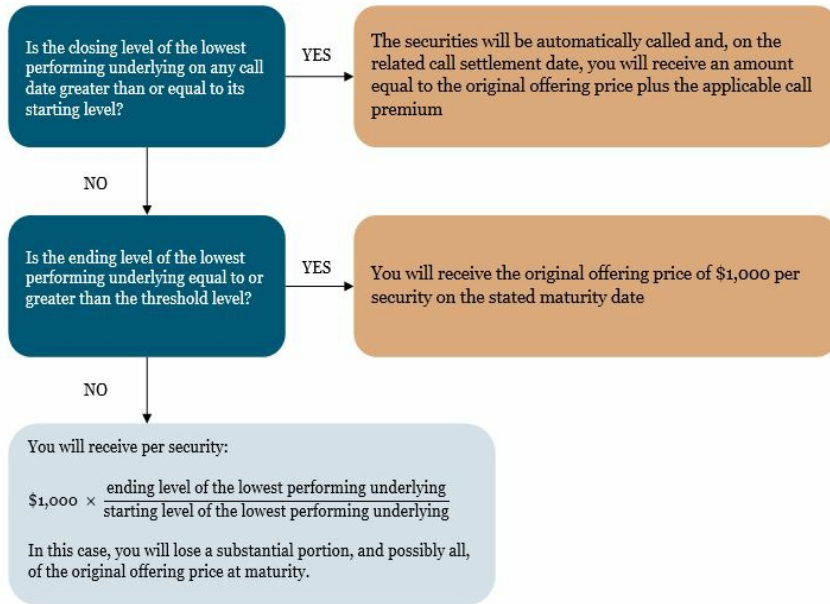 Is the closing level of the lowest
performing underlying on any call
date greater than or equal to its
starting level?
YES
The securities will be automatically called and, on the
related call settlement date, you will receive an amount
equal to the original offering price plus the applicable call
premium
NO
Is the ending level of the lowest
performing underlying equal to or
greater than the threshold level?
YES
You will receive the original offering price of $1,000 per
security on the stated maturity date
NO
You will receive per security:
$1,000 × ending level of the lowest performing underlying
starting level of the lowest performing underlying
In this case, you will lose a substantial portion, and possibly all,
of the original offering price at maturity.